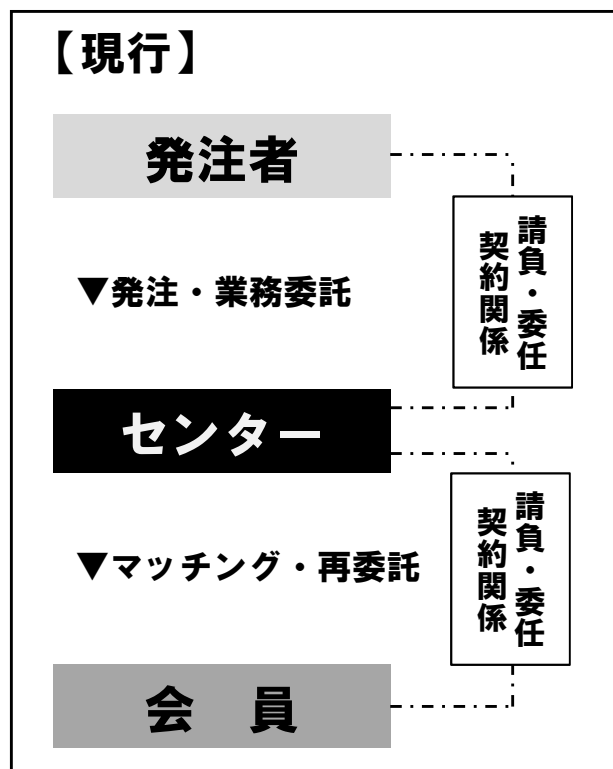 【現行】
発注者
請負・委任
契約関係
▼発注・業務委託
センター
請負・委任
契約関係
▼マッチング・再委託
会　員